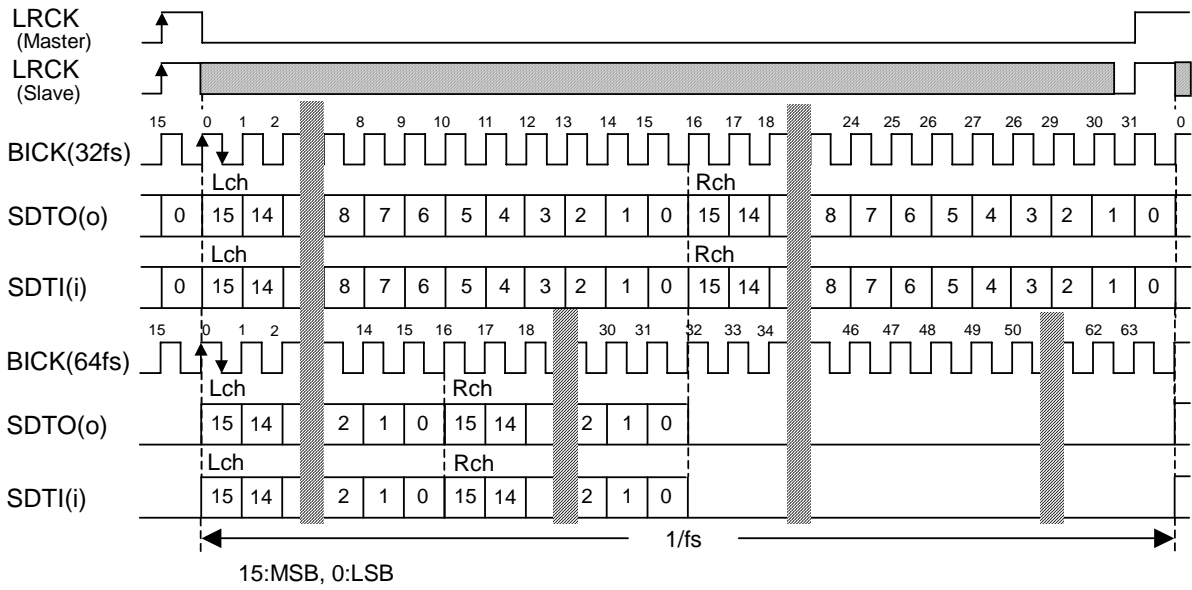 LRCK
(Master)
LRCK
(Slave)
15 0 1 2 8 9 10 11 12 13 14 15 16 17 18 24 25 26 27 26 29 30 31 0
BICK(32fs)
Lch Rch
SDTO(o) 0 15 14 8 7 6 5 4 3 2 1 0 15 14 8 7 6 5 4 3 2 1 0
Lch Rch
SDTI(i) 0 15 14 8 7 6 5 4 3 2 1 0 15 14 8 7 6 5 4 3 2 1 0
15 0 1 2 14 15 16 17 18 30 31 32 33 34 46 47 48 49 50 62 63
BICK(64fs)
Lch Rch
SDTO(o) 15 14 2 1 0 15 14 2 1 0
Lch Rch
SDTI(i) 15 14 2 1 0 15 14 2 1 0
1/fs
15:MSB, 0:LSB